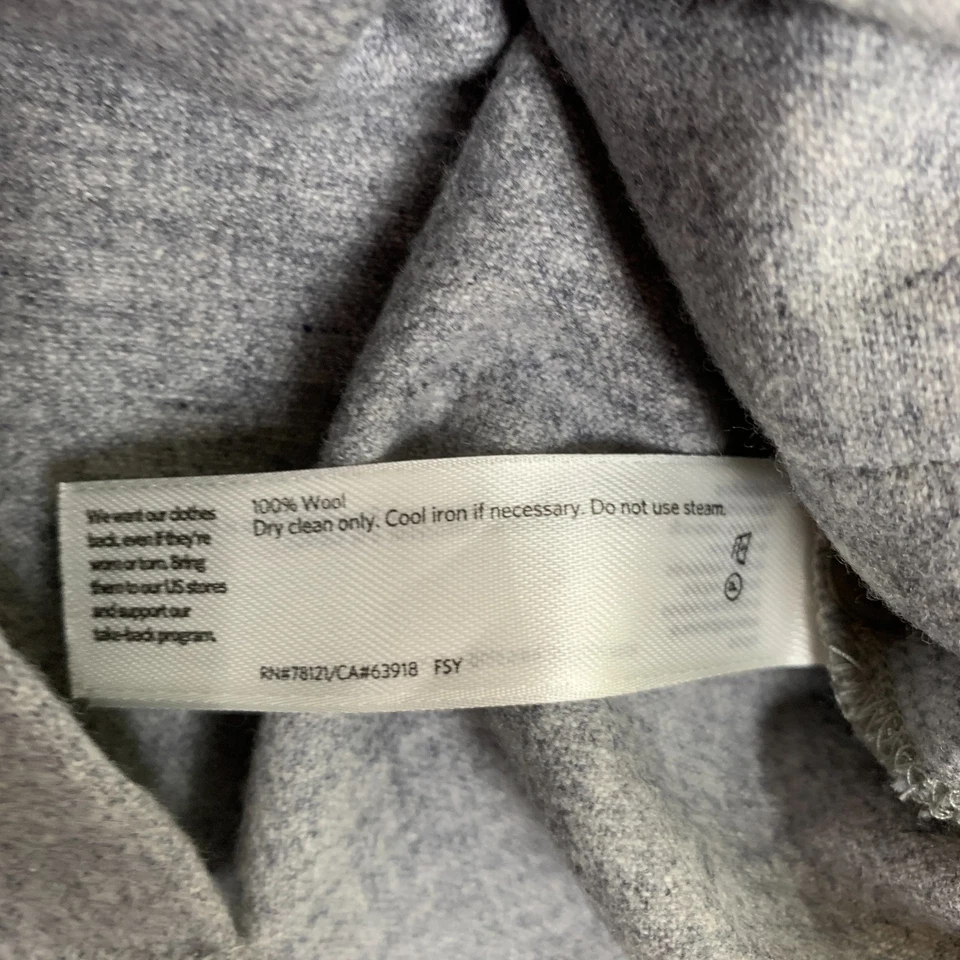 We want our clothes
back, even if they're
worn or torn. Bring
them to our US stores
and support our
take-back program.
100% Wool
Dry clean only. Cool iron if necessary. Do not use steam.
RN#78121/CA#63918 FSY